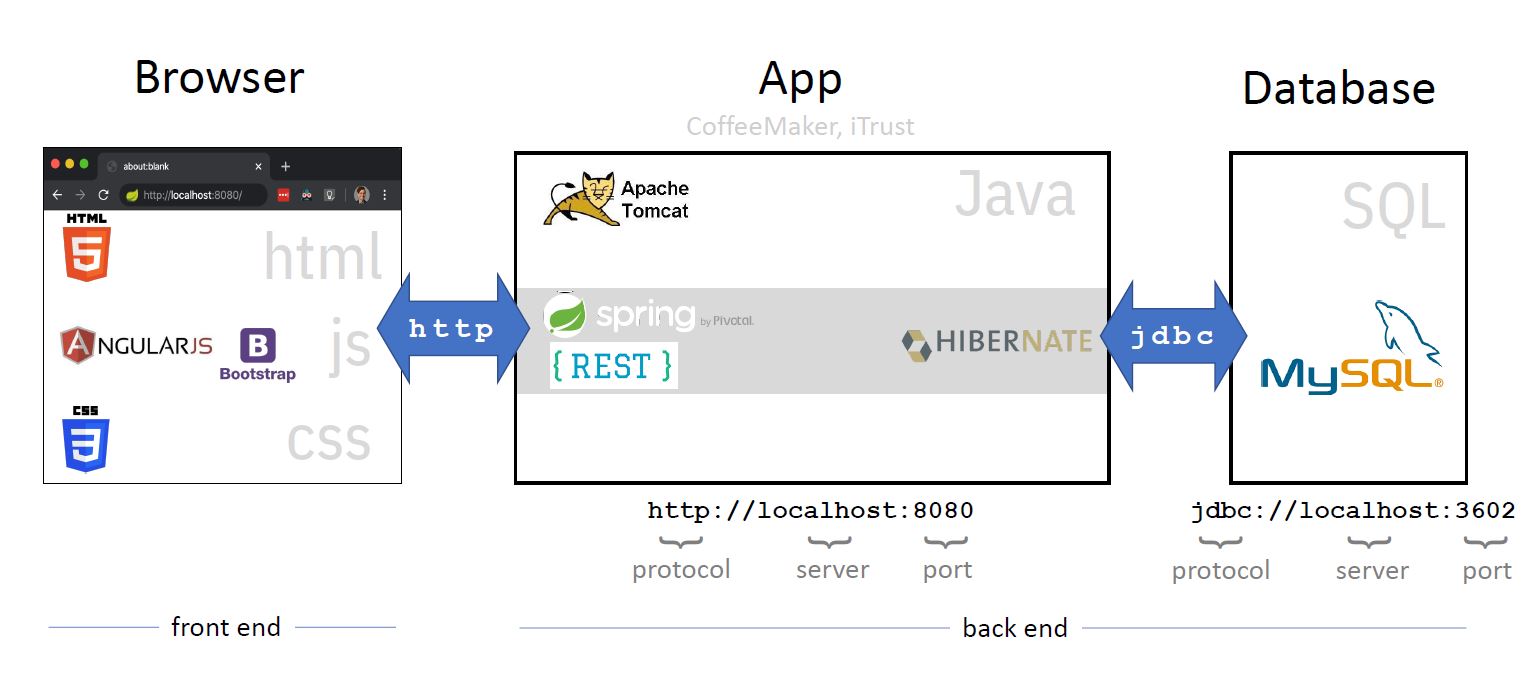 Browser
App
Database
CoffeeMaker, iTrust
about:blank
http://localhost:8080/
HTML
5
html
ANGULARJS
Bootstrap
B
js
CSS
3
css
http
Apache
Tomcat
Java
spring by Pivotal.
{ REST }
HIBERNATE
jdbc
SQL
MySQL®
http://localhost:8080
protocol
server
port
jdbc://localhost:3602
protocol
server
port
front end
back end